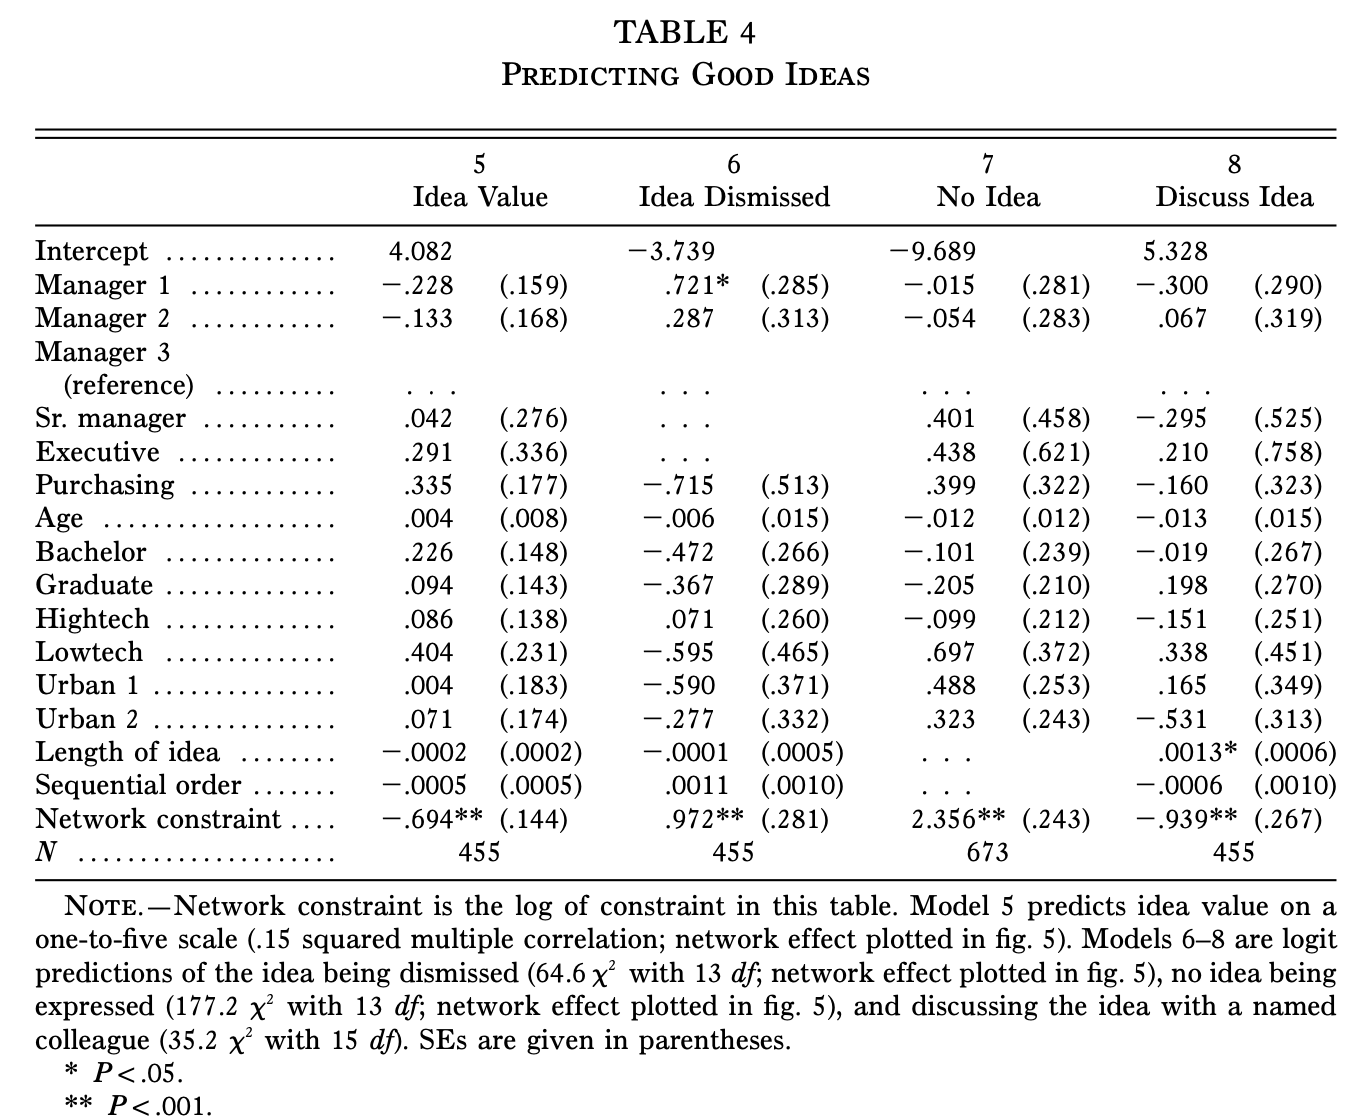 TABLE 4
Predicting Good Ideas
5 6 7 8
Idea Value Idea Dismissed No Idea Discuss Idea
Intercept .............. 4.082 −3.739 −9.689 5.328
Manager 1 ............ −.228 (.159) .721* (.285) −.015 (.281) −.300 (.290)
Manager 2 ............ −.133 (.168) .287 (.313) −.054 (.283) .067 (.319)
Manager 3
(reference) .......... . . . . . . . . . . . .
Sr. manager ........... .042 (.276) . . . .401 (.458) −.295 (.525)
Executive ............. .291 (.336) . . . .438 (.621) .210 (.758)
Purchasing ............ .335 (.177) −.715 (.513) .399 (.322) −.160 (.323)
Age ................... .004 (.008) −.006 (.015) −.012 (.012) −.013 (.015)
Bachelor .............. .226 (.148) −.472 (.266) −.101 (.239) −.019 (.267)
Graduate .............. .094 (.143) −.367 (.289) −.205 (.210) .198 (.270)
Hightech .............. .086 (.138) .071 (.260) −.099 (.212) −.151 (.251)
Lowtech .............. .404 (.231) −.595 (.465) .697 (.372) .338 (.451)
Urban 1 ............... .004 (.183) −.590 (.371) .488 (.253) .165 (.349)
Urban 2 ............... .071 (.174) −.277 (.332) .323 (.243) −.531 (.313)
Length of idea ........ −.0002 (.0002) −.0001 (.0005) . . . .0013* (.0006)
Sequential order ....... −.0005 (.0005) .0011 (.0010) . . . −.0006 (.0010)
Network constraint .... −.694** (.144) .972** (.281) 2.356** (.243) −.939** (.267)
N ..................... 455 455 673 455
Note.—Network constraint is the log of constraint in this table. Model 5 predicts idea value on a
one-to-five scale (.15 squared multiple correlation; network effect plotted in fig. 5). Models 6–8 are logit
predictions of the idea being dismissed (64.6 χ² with 13 df; network effect plotted in fig. 5), no idea being
expressed (177.2 χ² with 13 df; network effect plotted in fig. 5), and discussing the idea with a named
colleague (35.2 χ² with 15 df). SEs are given in parentheses.
* P<.05.
** P<.001.